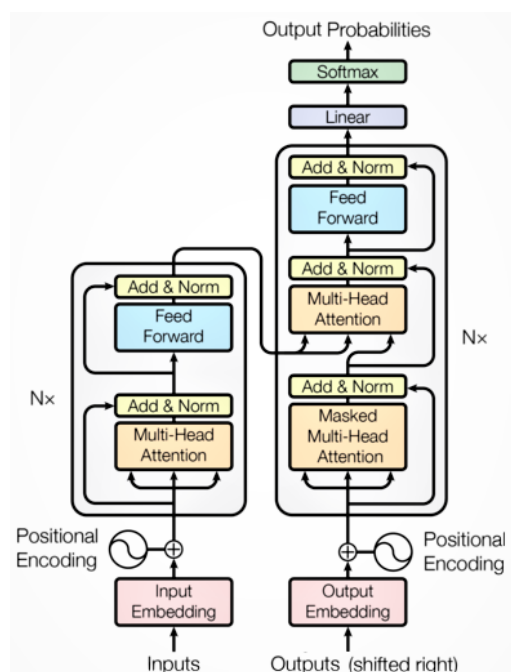 Output Probabilities
Softmax
Linear
Add & Norm
Feed
Forward
Add & Norm
Multi-Head
Attention
Add & Norm
Masked
Multi-Head
Attention
Nx
Add & Norm
Feed
Forward
Add & Norm
Multi-Head
Attention
Nx
Positional
Encoding
Positional
Encoding
Input
Embedding
Output
Embedding
Inputs
Outputs (shifted right)